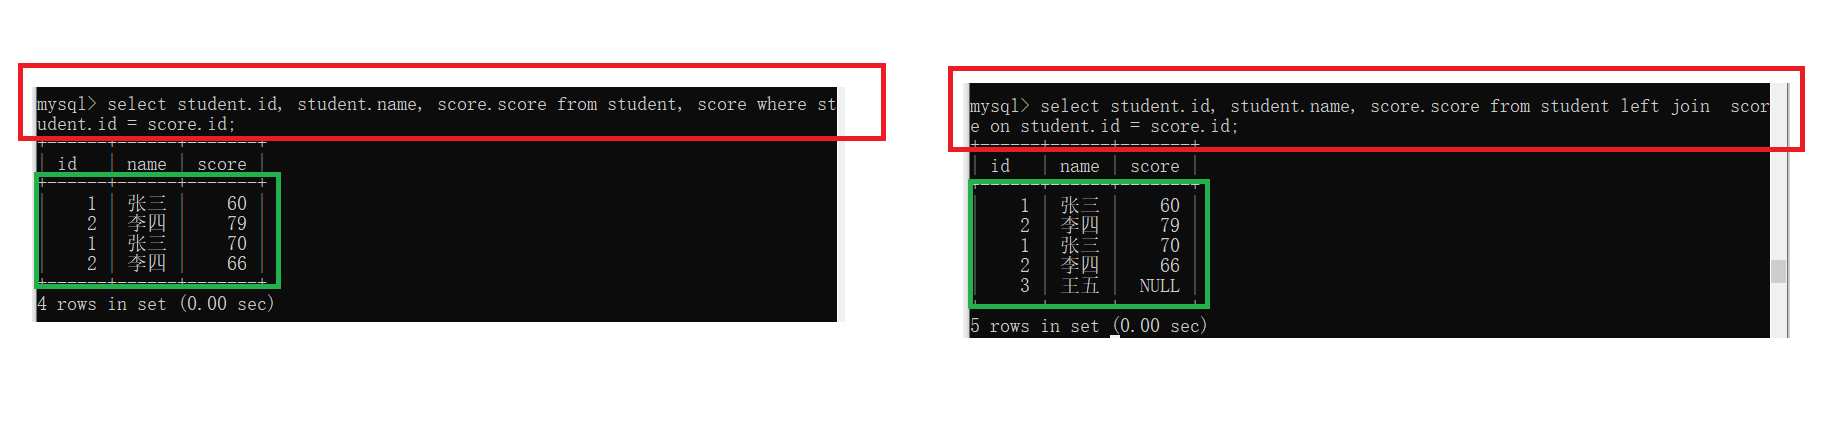 mysql> select student.id, student.name, score.score from student, score where st
udent.id = score.id;
+------+------+-------+
| id   | name | score |
+------+------+-------+
|    1 | 张三 |    60 |
|    2 | 李四 |    79 |
|    1 | 张三 |    70 |
|    2 | 李四 |    66 |
+------+------+-------+
4 rows in set (0.00 sec)
mysql> select student.id, student.name, score.score from student left join  scor
e on student.id = score.id;
+------+------+-------+
| id   | name | score |
+------+------+-------+
|    1 | 张三 |    60 |
|    2 | 李四 |    79 |
|    1 | 张三 |    70 |
|    2 | 李四 |    66 |
|    3 | 王五 |  NULL |
+------+------+-------+
5 rows in set (0.00 sec)